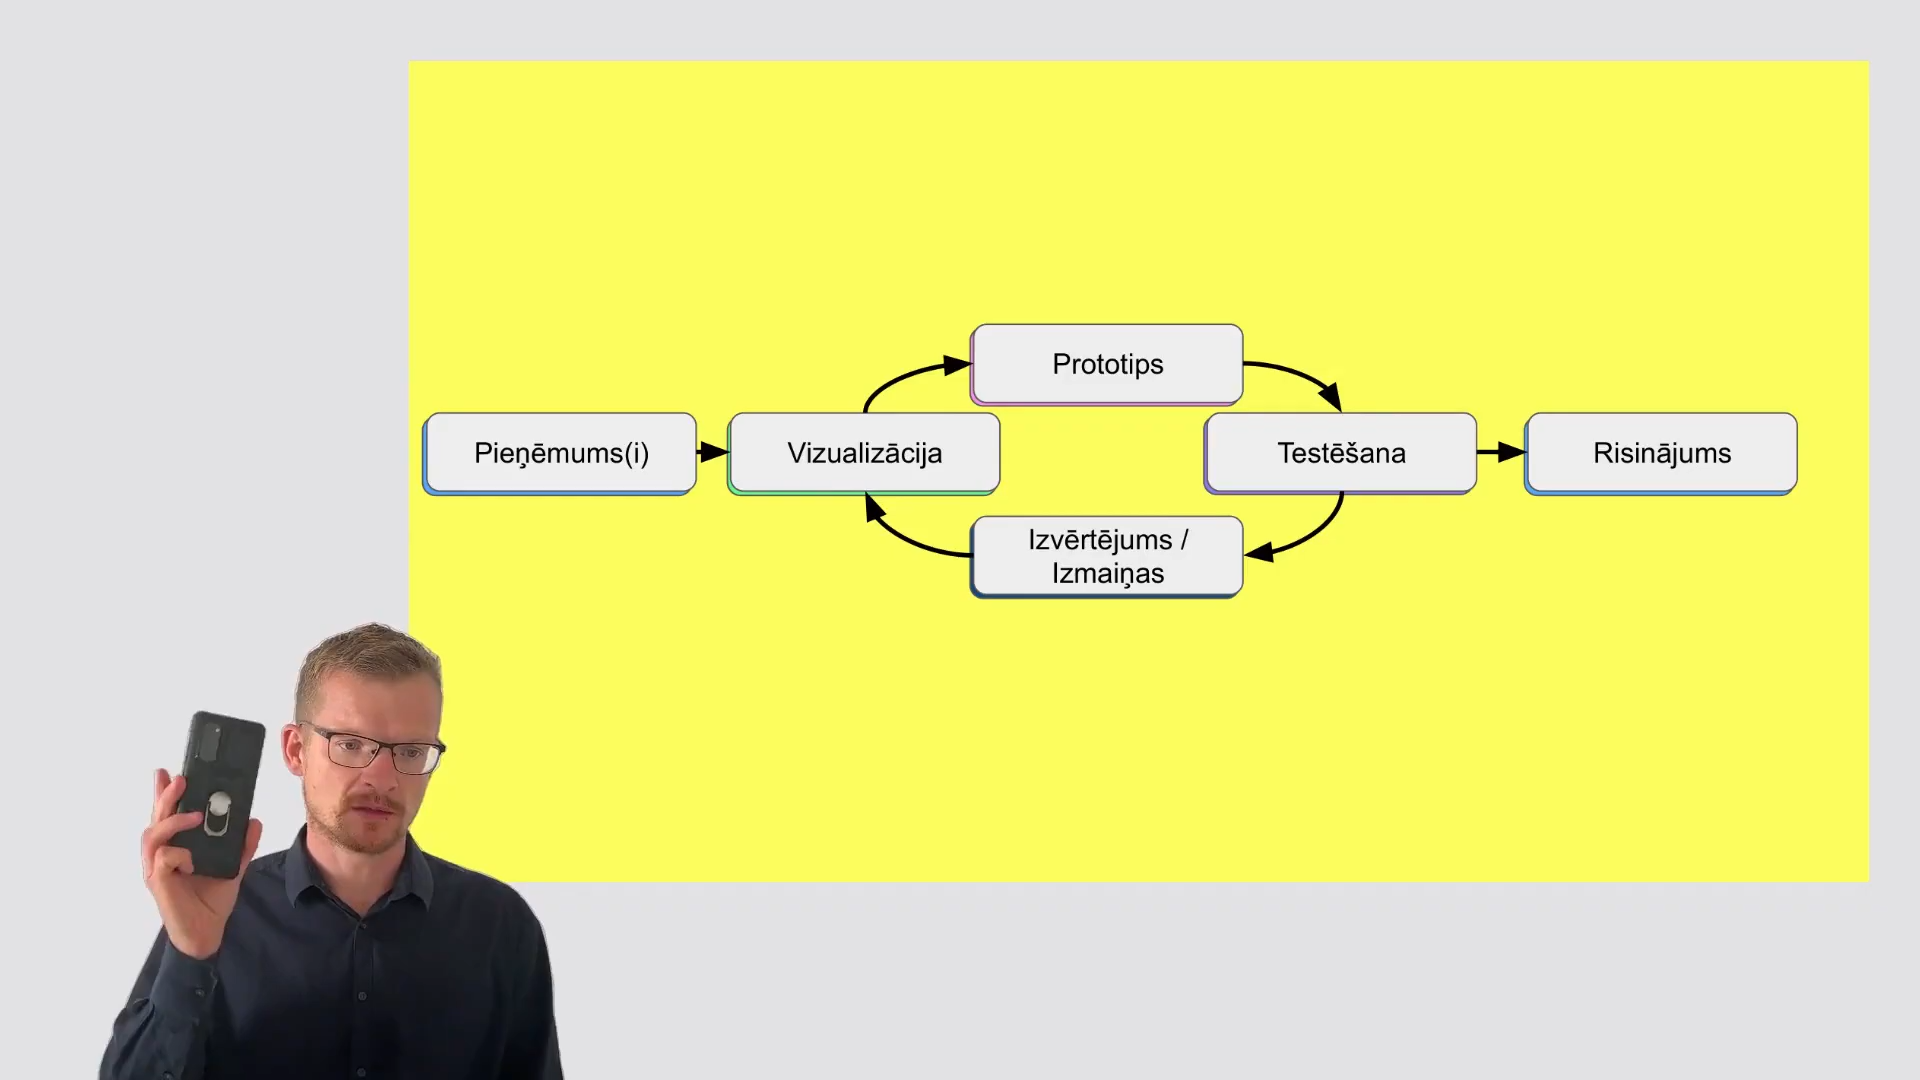 Prototips
Pieņēmums(i)
Vizualizācija
Testēšana
Risinājums
Izvērtējums /
Izmaiņas